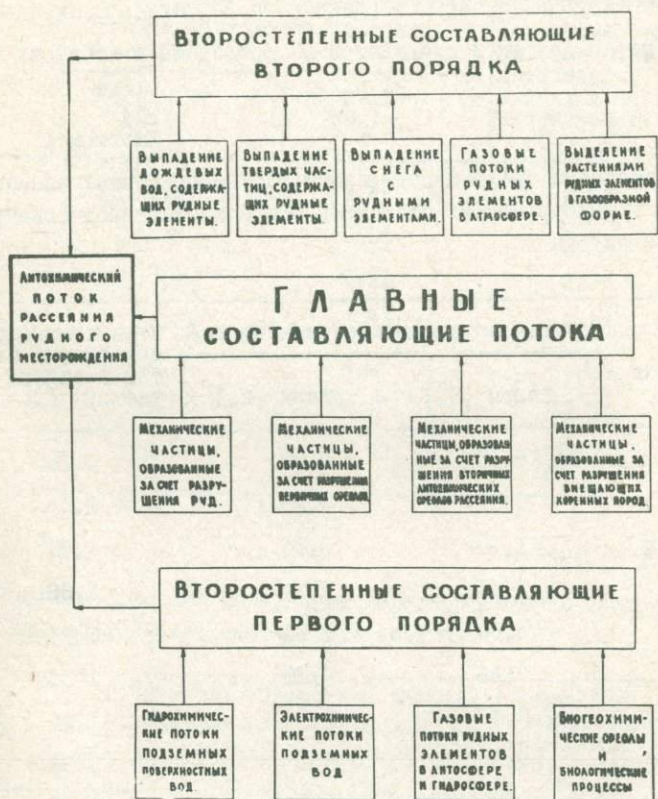 ВТОРОСТЕПЕННЫЕ СОСТАВЛЯЮЩИЕ
ВТОРОГО ПОРЯДКА
ВЫПАДЕНИЕ
ДОЖДЕВЫХ
ВОД, СОДЕРЖА-
ЩИХ РУДНЫЕ
ЭЛЕМЕНТЫ.
ВЫПАДЕНИЕ
ТВЕРДЫХ ЧАС-
ТИЦ, СОДЕРЖА-
ЩИХ РУДНЫЕ
ЭЛЕМЕНТЫ.
ВЫПАДЕНИЕ
СНЕГА
С
РУДНЫМИ
ЭЛЕМЕНТАМИ.
ГАЗОВЫЕ
ПОТОКИ
РУДНЫХ
ЭЛЕМЕНТОВ
В АТМОСФЕРЕ.
ВЫДЕЛЕНИЕ
РАСТЕНИЯМИ
РУДНЫХ ЭЛЕМЕНТОВ
В ГАЗООБРАЗНОЙ
ФОРМЕ.
ЛИТОХИМИЧЕСКИЙ
ПОТОК
РАССЕЯНИЯ
РУДНОГО
МЕСТОРОЖДЕНИЯ
ГЛАВНЫЕ
СОСТАВЛЯЮЩИЕ ПОТОКА
МЕХАНИЧЕСКИЕ
ЧАСТИЦЫ,
ОБРАЗОВАННЫЕ
ЗА СЧЕТ РАЗРУ-
ШЕНИЯ РУД.
МЕХАНИЧЕСКИЕ
ЧАСТИЦЫ,
ОБРАЗОВАННЫЕ
ЗА СЧЕТ РАЗРУШЕНИЯ
ПЕРВИЧНЫХ ОРЕОЛОВ.
МЕХАНИЧЕСКИЕ
ЧАСТИЦЫ, ОБРАЗОВАН-
НЫЕ ЗА СЧЕТ РАЗРУ-
ШЕНИЯ ВТОРИЧНЫХ
ЛИТОХИМИЧЕСКИХ
ОРЕОЛОВ РАССЕЯНИЯ.
МЕХАНИЧЕСКИЕ
ЧАСТИЦЫ,
ОБРАЗОВАННЫЕ ЗА
СЧЕТ РАЗРУШЕНИЯ
ВМЕЩАЮЩИХ
КОРЕННЫХ ПОРОД.
ВТОРОСТЕПЕННЫЕ СОСТАВЛЯЮЩИЕ
ПЕРВОГО ПОРЯДКА
ГИДРОХИМИЧЕС-
КИЕ ПОТОКИ
ПОДЗЕМНЫХ
ПОВЕРХНОСТНЫХ
ВОД.
ЭЛЕКТРОХИМИЧЕС-
КИЕ ПОТОКИ
ПОДЗЕМНЫХ
ВОД.
ГАЗОВЫЕ
ПОТОКИ РУДНЫХ
ЭЛЕМЕНТОВ
В ЛИТОСФЕРЕ
И ГИДРОСФЕРЕ.
БИОГЕОХИМИ-
ЧЕСКИЕ ОРЕОЛЫ
И
БИОЛОГИЧЕСКИЕ
ПРОЦЕССЫ